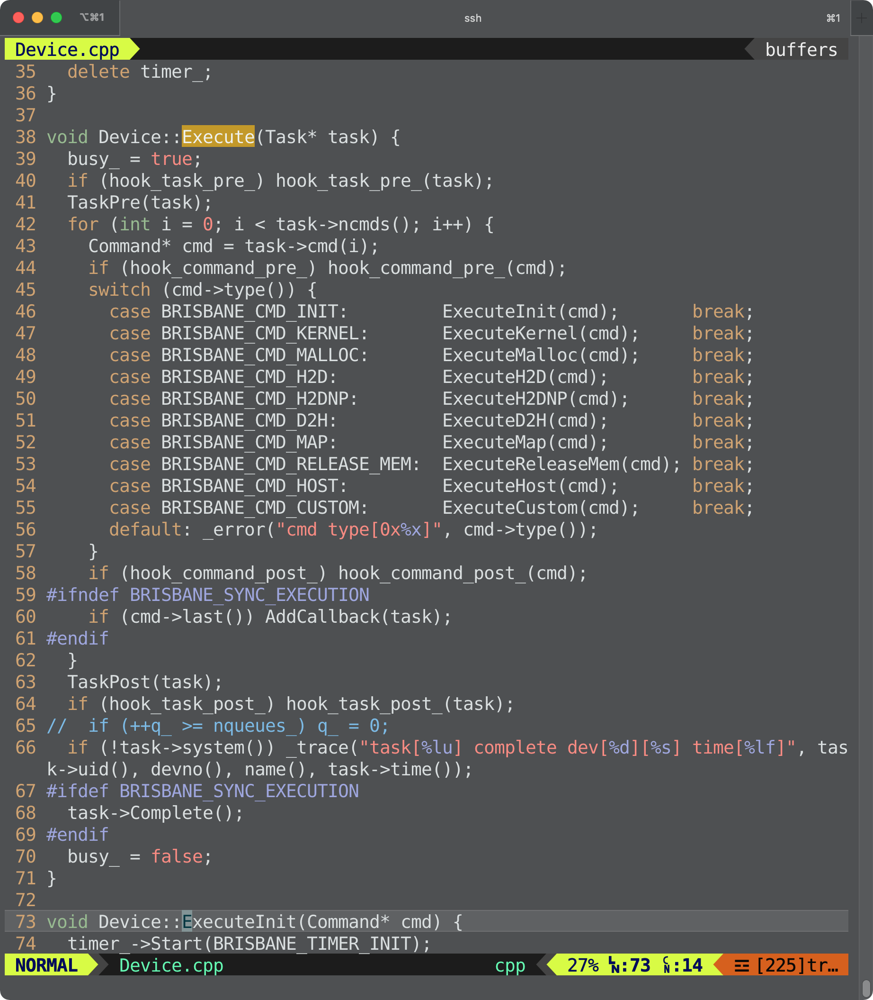 ⌥⌘1 ssh ⌘1 +
Device.cpp buffers
35   delete timer_;
36 }
37
38 void Device::Execute(Task* task) {
39   busy_ = true;
40   if (hook_task_pre_) hook_task_pre_(task);
41   TaskPre(task);
42   for (int i = 0; i < task->ncmds(); i++) {
43     Command* cmd = task->cmd(i);
44     if (hook_command_pre_) hook_command_pre_(cmd);
45     switch (cmd->type()) {
46       case BRISBANE_CMD_INIT:         ExecuteInit(cmd);       break;
47       case BRISBANE_CMD_KERNEL:       ExecuteKernel(cmd);     break;
48       case BRISBANE_CMD_MALLOC:       ExecuteMalloc(cmd);     break;
49       case BRISBANE_CMD_H2D:          ExecuteH2D(cmd);        break;
50       case BRISBANE_CMD_H2DNP:        ExecuteH2DNP(cmd);      break;
51       case BRISBANE_CMD_D2H:          ExecuteD2H(cmd);        break;
52       case BRISBANE_CMD_MAP:          ExecuteMap(cmd);        break;
53       case BRISBANE_CMD_RELEASE_MEM:  ExecuteReleaseMem(cmd); break;
54       case BRISBANE_CMD_HOST:         ExecuteHost(cmd);       break;
55       case BRISBANE_CMD_CUSTOM:       ExecuteCustom(cmd);     break;
56       default: _error("cmd type[0x%x]", cmd->type());
57     }
58     if (hook_command_post_) hook_command_post_(cmd);
59 #ifndef BRISBANE_SYNC_EXECUTION
60     if (cmd->last()) AddCallback(task);
61 #endif
62   }
63   TaskPost(task);
64   if (hook_task_post_) hook_task_post_(task);
65 //  if (++q_ >= nqueues_) q_ = 0;
66   if (!task->system()) _trace("task[%lu] complete dev[%d][%s] time[%lf]", tas
k->uid(), devno(), name(), task->time());
67 #ifdef BRISBANE_SYNC_EXECUTION
68   task->Complete();
69 #endif
70   busy_ = false;
71 }
72
73 void Device::ExecuteInit(Command* cmd) {
74   timer_->Start(BRISBANE_TIMER_INIT);
NORMAL Device.cpp cpp 27% LN:73 CN:14 ☲ [225]tr…